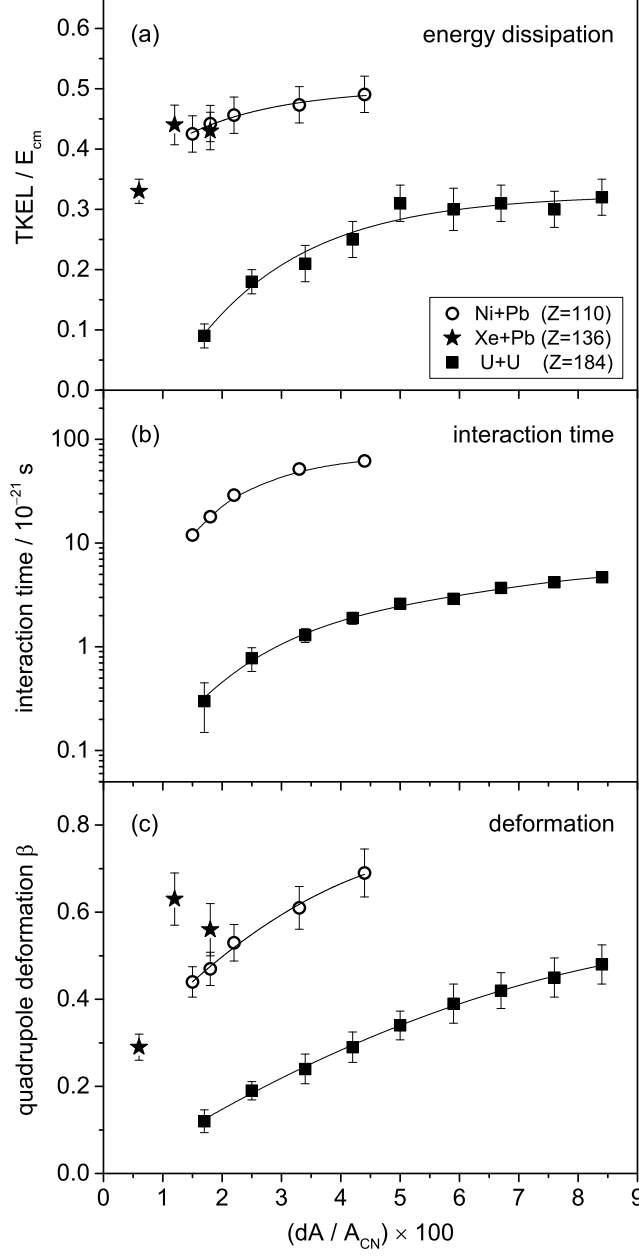 0.6
(a)
energy dissipation
0.5
0.4
TKEL / E_cm
0.3
0.2
Ni+Pb (Z=110)
Xe+Pb (Z=136)
0.1
U+U (Z=184)
0.0
(b)
interaction time
100
interaction time / 10⁻²¹ s
10
1
0.1
0.8
(c)
deformation
quadrupole deformation β
0.6
0.4
0.2
0.0
0 1 2 3 4 5 6 7 8 9
(dA / A_CN) × 100